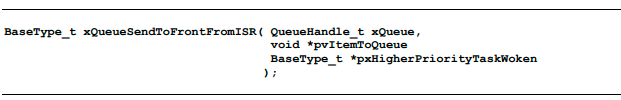 BaseType_t xQueueSendToFrontFromISR( QueueHandle_t xQueue,
void *pvItemToQueue
BaseType_t *pxHigherPriorityTaskWoken
);